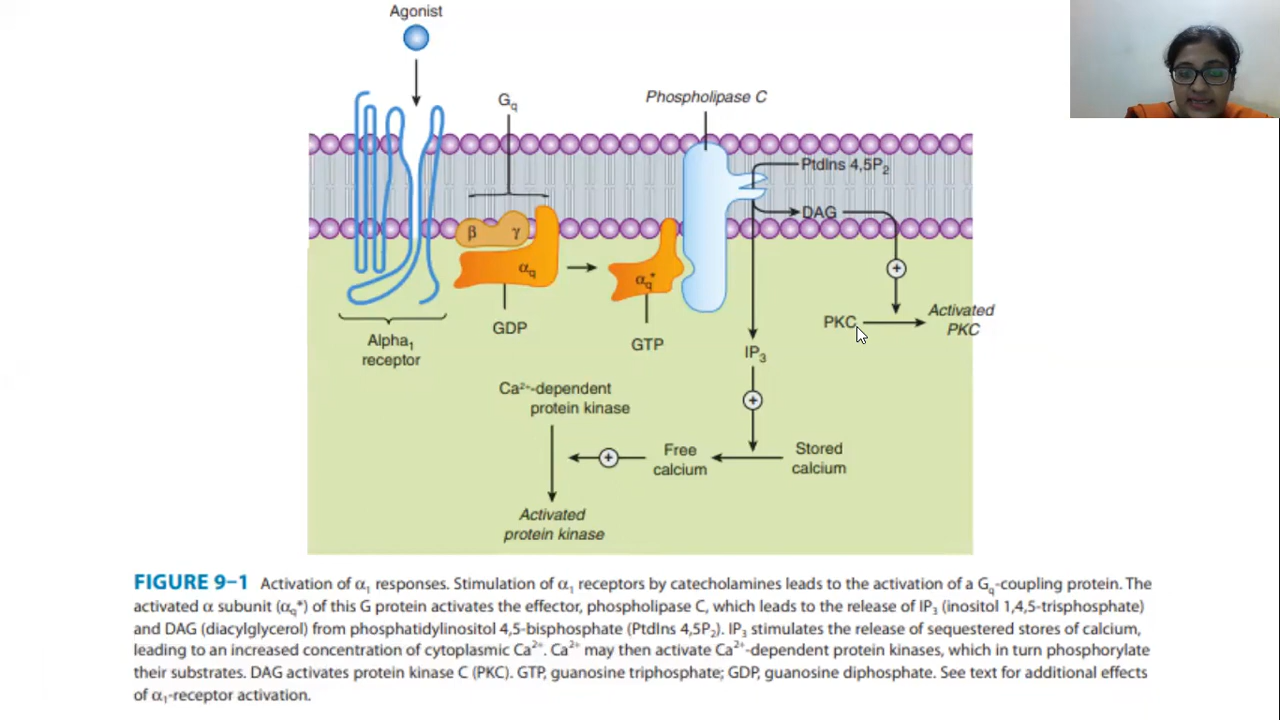 Agonist
Gq
Phospholipase C
PtdIns 4,5P₂
DAG
β γ
αq
αq*
GDP
GTP
Alpha₁
receptor
PKC
Activated
PKC
IP₃
Ca²⁺-dependent
protein kinase
Free
calcium
Stored
calcium
Activated
protein kinase
FIGURE 9–1 Activation of α₁ responses. Stimulation of α₁ receptors by catecholamines leads to the activation of a Gq-coupling protein. The
activated α subunit (αq*) of this G protein activates the effector, phospholipase C, which leads to the release of IP₃ (inositol 1,4,5-trisphosphate)
and DAG (diacylglycerol) from phosphatidylinositol 4,5-bisphosphate (PtdIns 4,5P₂). IP₃ stimulates the release of sequestered stores of calcium,
leading to an increased concentration of cytoplasmic Ca²⁺. Ca²⁺ may then activate Ca²⁺-dependent protein kinases, which in turn phosphorylate
their substrates. DAG activates protein kinase C (PKC). GTP, guanosine triphosphate; GDP, guanosine diphosphate. See text for additional effects
of α₁-receptor activation.